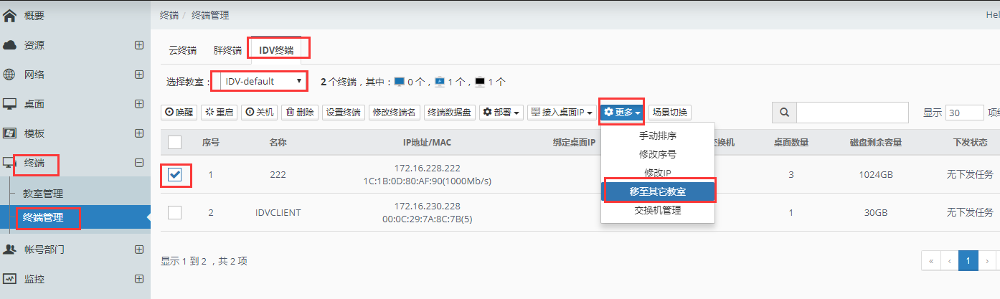 概要
资源
网络
桌面
模板
终端
教室管理
终端管理
帐号部门
监控
终端 / 终端管理
Hel
云终端 胖终端 IDV终端
选择教室： IDV-default 2 个终端，其中： 0 个， 1 个， 1 个
唤醒 重启 关机 删除 设置终端 修改终端名 终端数据盘 部署 接入桌面IP 更多 场景切换 显示 30 项结
序号 名称 IP地址/MAC 绑定桌面IP 交换机 桌面数量 磁盘剩余容量 下发状态
1 222 172.16.228.222 3 1024GB 无下发任务
1C:1B:0D:80:AF:90(1000Mb/s)
2 IDVCLIENT 172.16.230.228 1 30GB 无下发任务
00:0C:29:7A:8C:7B(5)
手动排序
修改序号
修改IP
移至其它教室
交换机管理
显示 1 到 2 ，共 2 项
« ‹ 1 ›